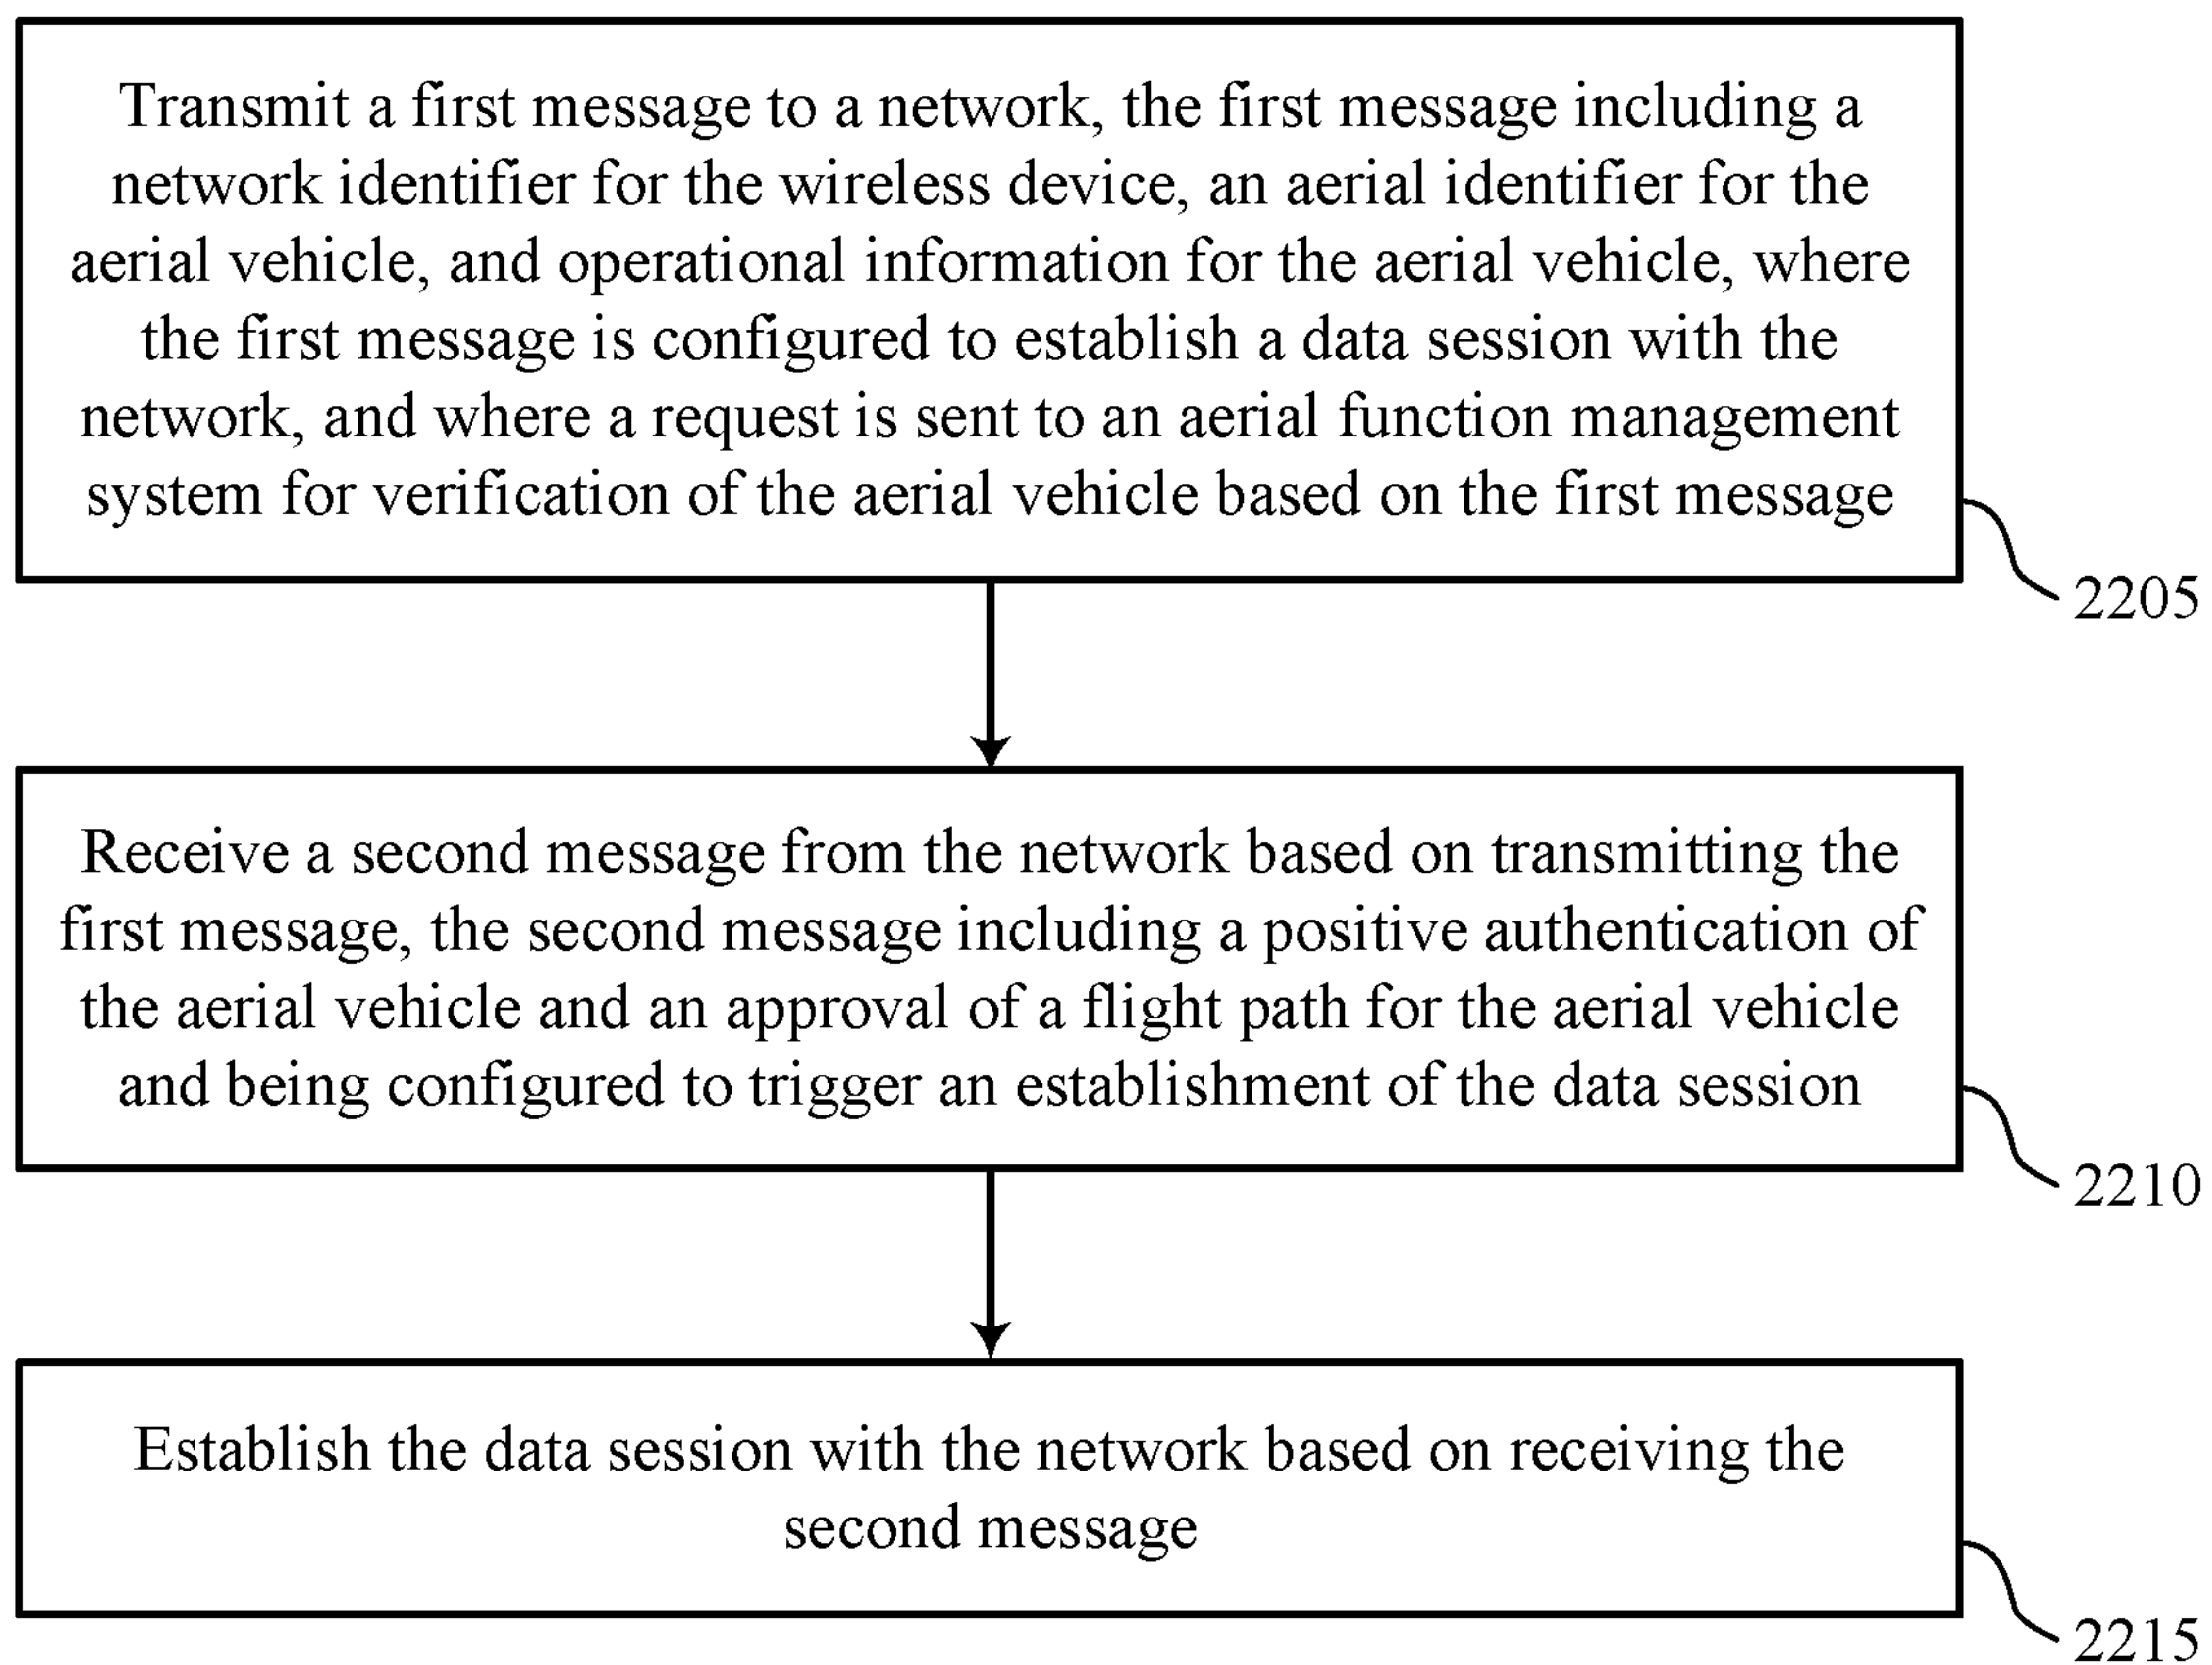 Transmit a first message to a network, the first message including a
network identifier for the wireless device, an aerial identifier for the
aerial vehicle, and operational information for the aerial vehicle, where
the first message is configured to establish a data session with the
network, and where a request is sent to an aerial function management
system for verification of the aerial vehicle based on the first message
2205
Receive a second message from the network based on transmitting the
first message, the second message including a positive authentication of
the aerial vehicle and an approval of a flight path for the aerial vehicle
and being configured to trigger an establishment of the data session
2210
Establish the data session with the network based on receiving the
second message
2215